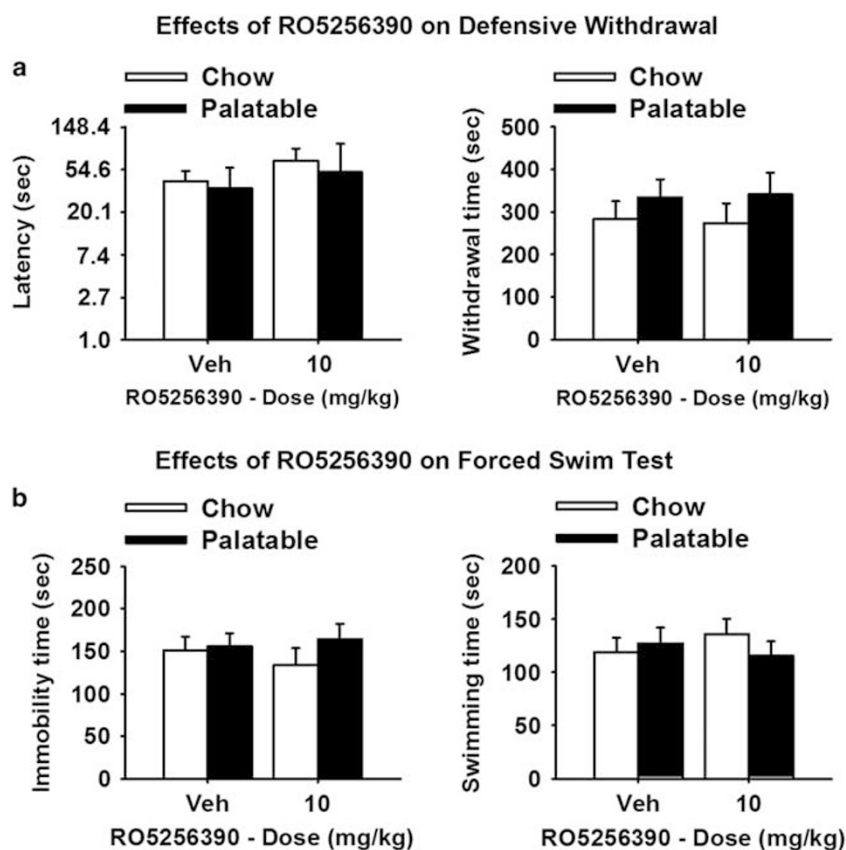 Effects of RO5256390 on Defensive Withdrawal
a
Chow
Palatable
148.4
54.6
20.1
7.4
2.7
1.0
Latency (sec)
Veh
10
RO5256390 - Dose (mg/kg)
Chow
Palatable
500
400
300
200
100
0
Withdrawal time (sec)
Veh
10
RO5256390 - Dose (mg/kg)
Effects of RO5256390 on Forced Swim Test
b
Chow
Palatable
250
200
150
100
50
0
Immobility time (sec)
Veh
10
RO5256390 - Dose (mg/kg)
Chow
Palatable
200
150
100
50
0
Swimming time (sec)
Veh
10
RO5256390 - Dose (mg/kg)